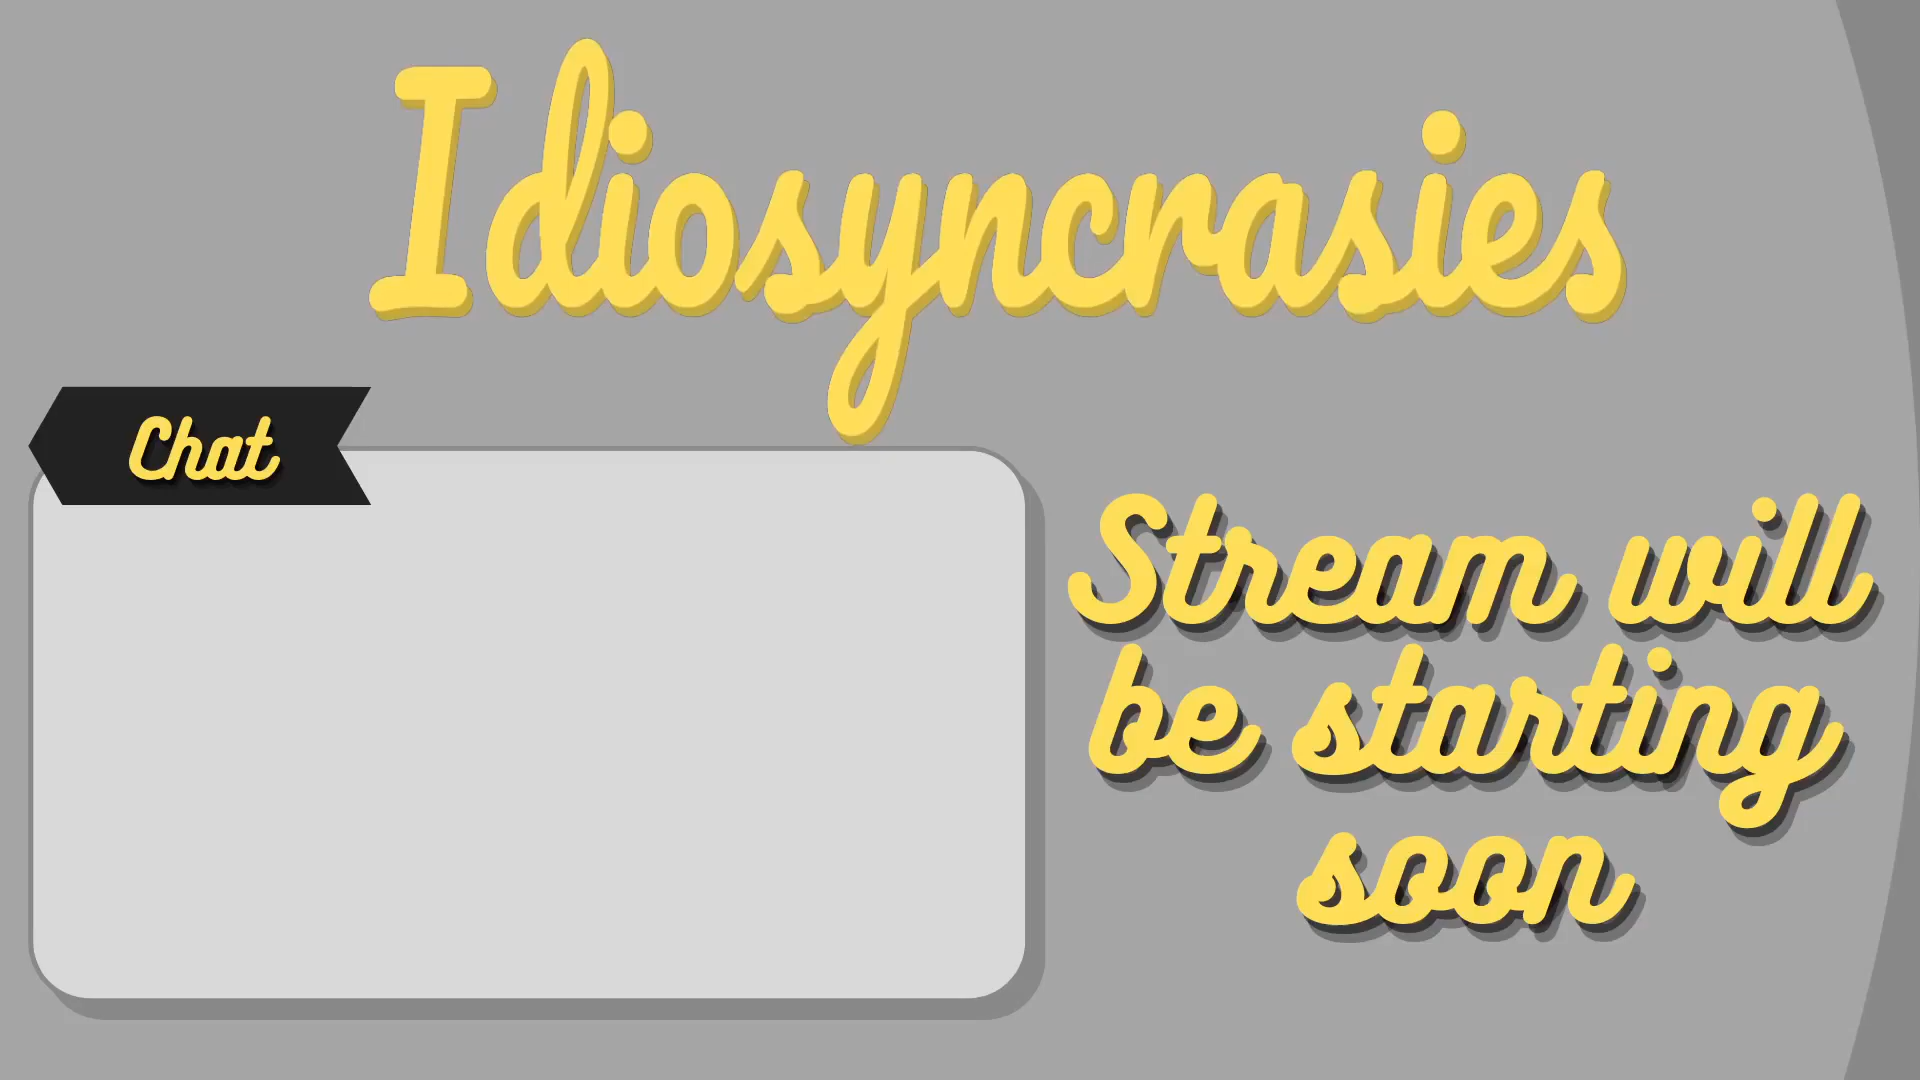 Idiosyncrasies
Chat
Stream will
be starting
soon